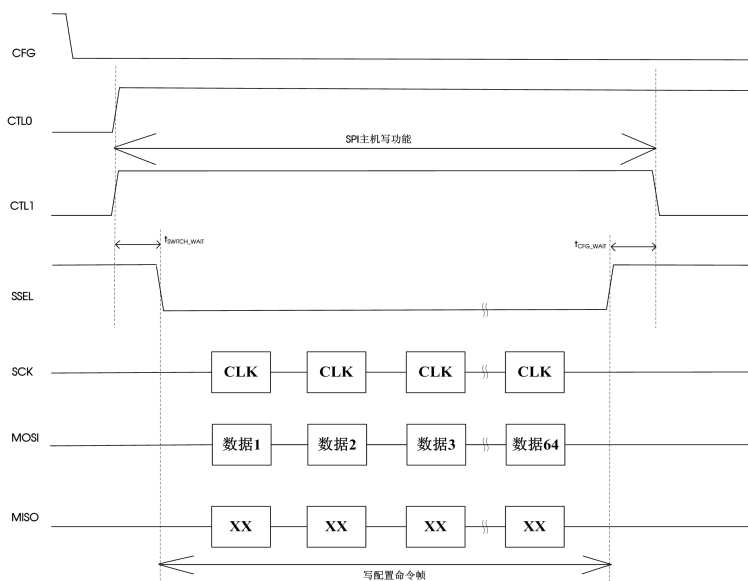 CFG
CTL0
SPI主机写功能
CTL1
tSWITCH_WAIT
tCFG_WAIT
SSEL
SCK CLK CLK CLK CLK
MOSI 数据1 数据2 数据3 数据64
MISO XX XX XX XX
写配置命令帧